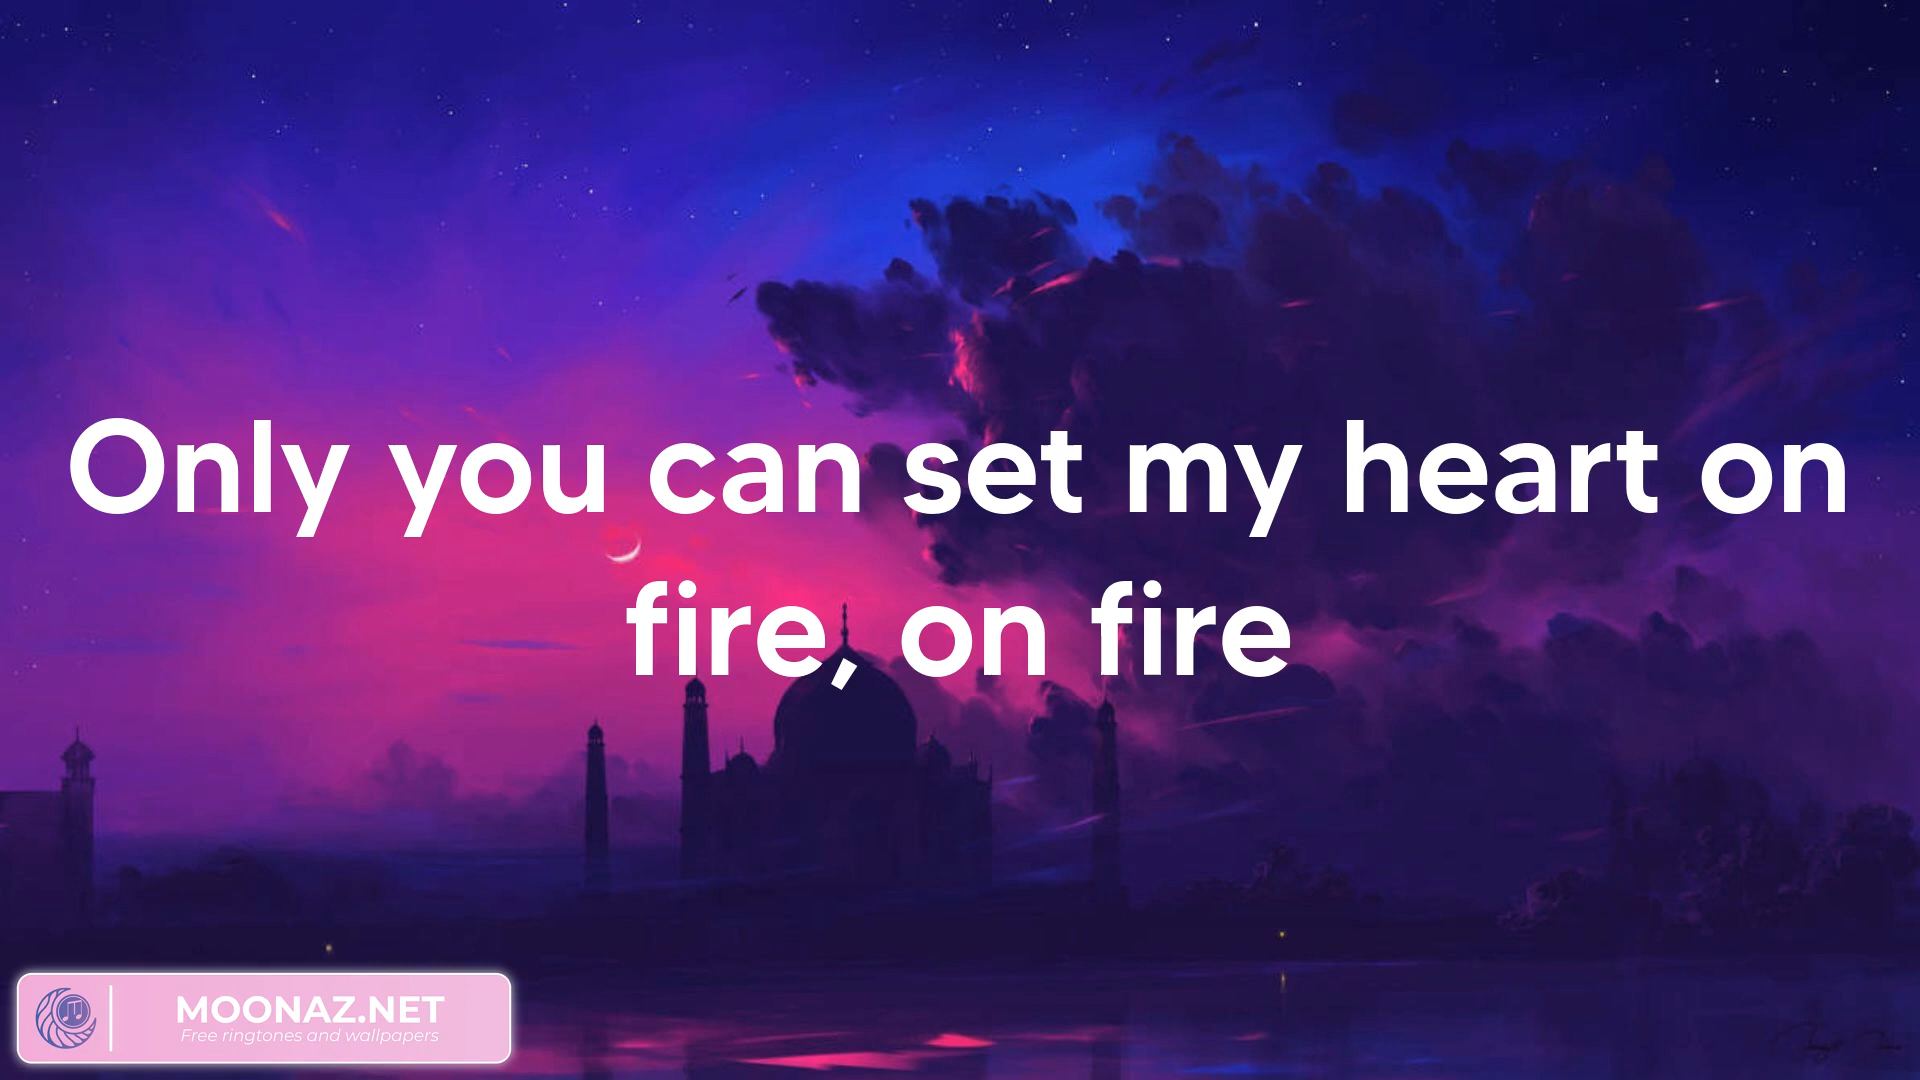 Only you can set my heart on
fire, on fire
MOONAZ.NET
Free ringtones and wallpapers